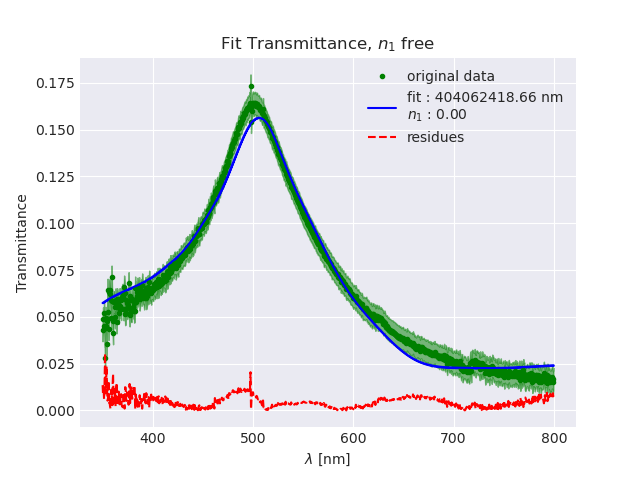 Fit Transmittance, n₁ free
original data
fit : 404062418.66 nm
n₁ : 0.00
residues
Transmittance
0.175
0.150
0.125
0.100
0.075
0.050
0.025
0.000
400
500
600
700
800
λ [nm]